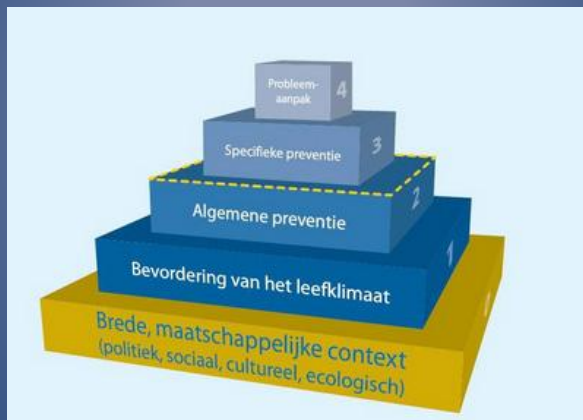 Probleem-
aanpak
4
Specifieke preventie
3
Algemene preventie
2
Bevordering van het leefklimaat
1
Brede, maatschappelijke context
(politiek, sociaal, cultureel, ecologisch)
0